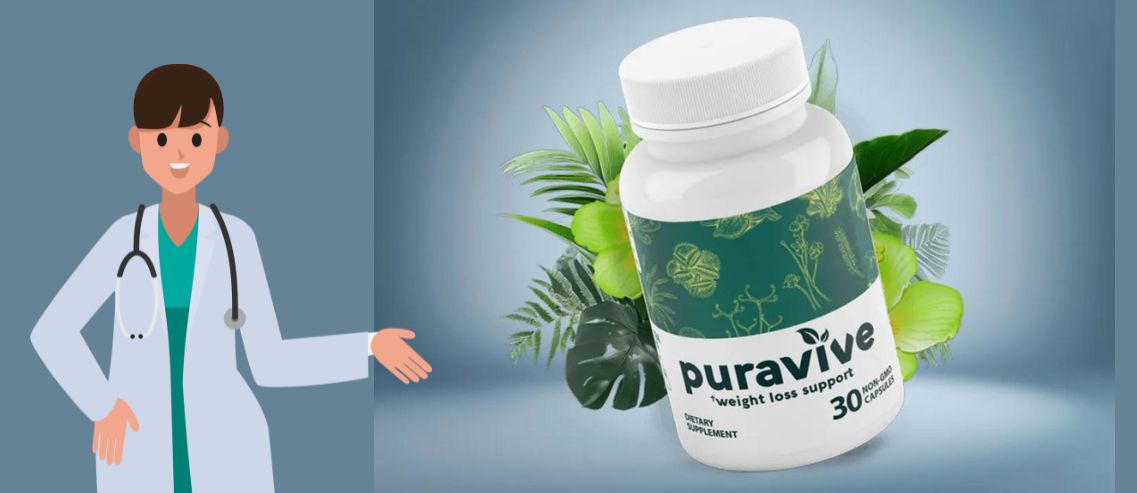 puravive
†weight loss support
DIETARY
SUPPLEMENT
30 NON-GMO
CAPSULES